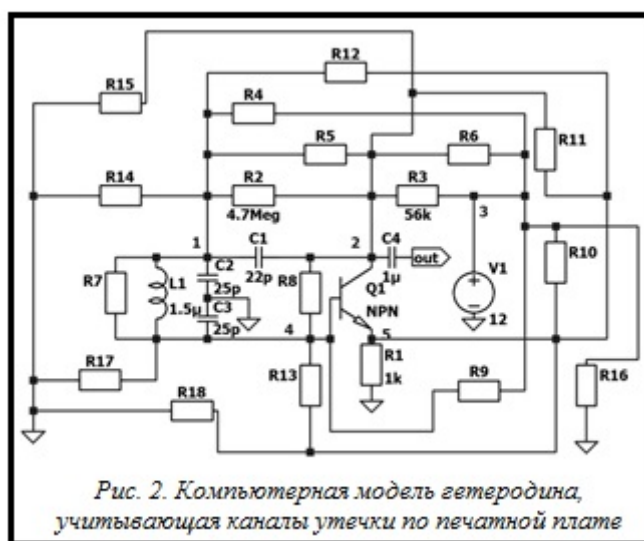 R12
R15
R4
R5
R6
R11
R14
R2
R3
4.7Meg
56k
3
1
C1
2
C4
R10
C2
22p
1µ
out
V1
R7
L1
25p
R8
Q1
1.5µ
C3
NPN
12
25p
4
5
R17
R1
R13
R9
R16
R18
1k
Рис. 2. Компьютерная модель гетеродина,
учитывающая каналы утечки по печатной плате